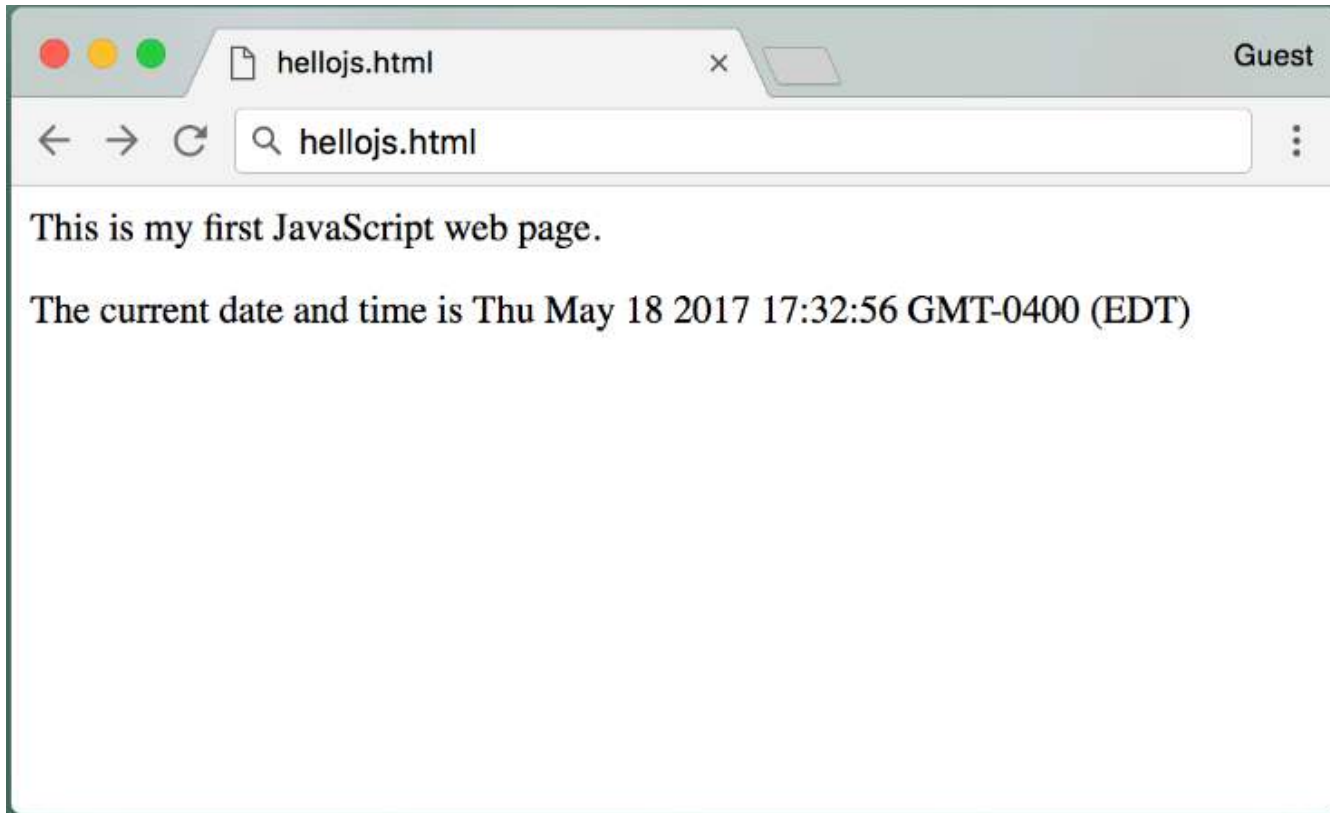 hellojs.html
Guest
hellojs.html
This is my first JavaScript web page.
The current date and time is Thu May 18 2017 17:32:56 GMT-0400 (EDT)